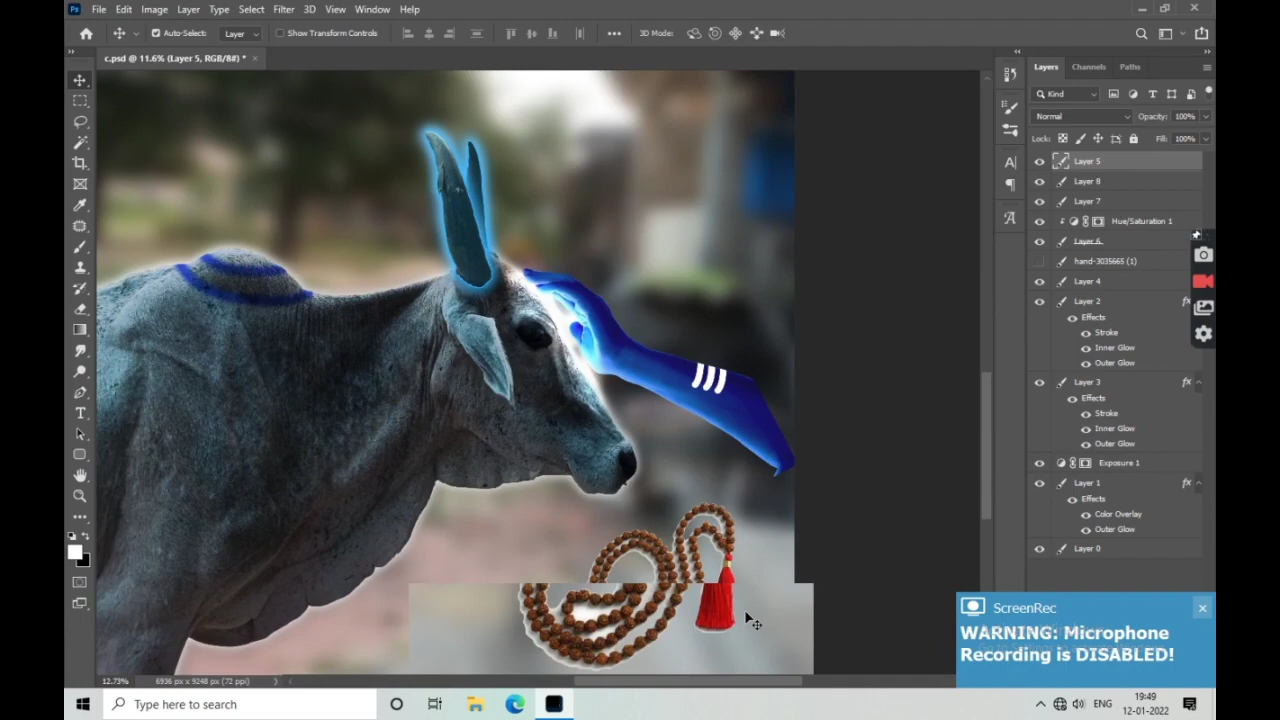 Ps File Edit Image Layer Type Select Filter 3D View Window Help
Auto-Select: Layer Show Transform Controls 3D Mode:
c.psd @ 11.6% (Layer 5, RGB/8#) *
Layers Channels Paths
Kind
Normal Opacity: 100%
Lock: Fill: 100%
Layer 5
Layer 8
Layer 7
Hue/Saturation 1
Layer 6
hand-3035665 (1)
Layer 4
Layer 2 fx
Effects
Stroke
Inner Glow
Outer Glow
Layer 3 fx
Effects
Stroke
Inner Glow
Outer Glow
Exposure 1
Layer 1 fx
Effects
Color Overlay
Outer Glow
Layer 0
ScreenRec
WARNING: Microphone
Recording is DISABLED!
12.73% 6936 px x 9248 px (72 ppi)
Type here to search
ENG
19:49
12-01-2022